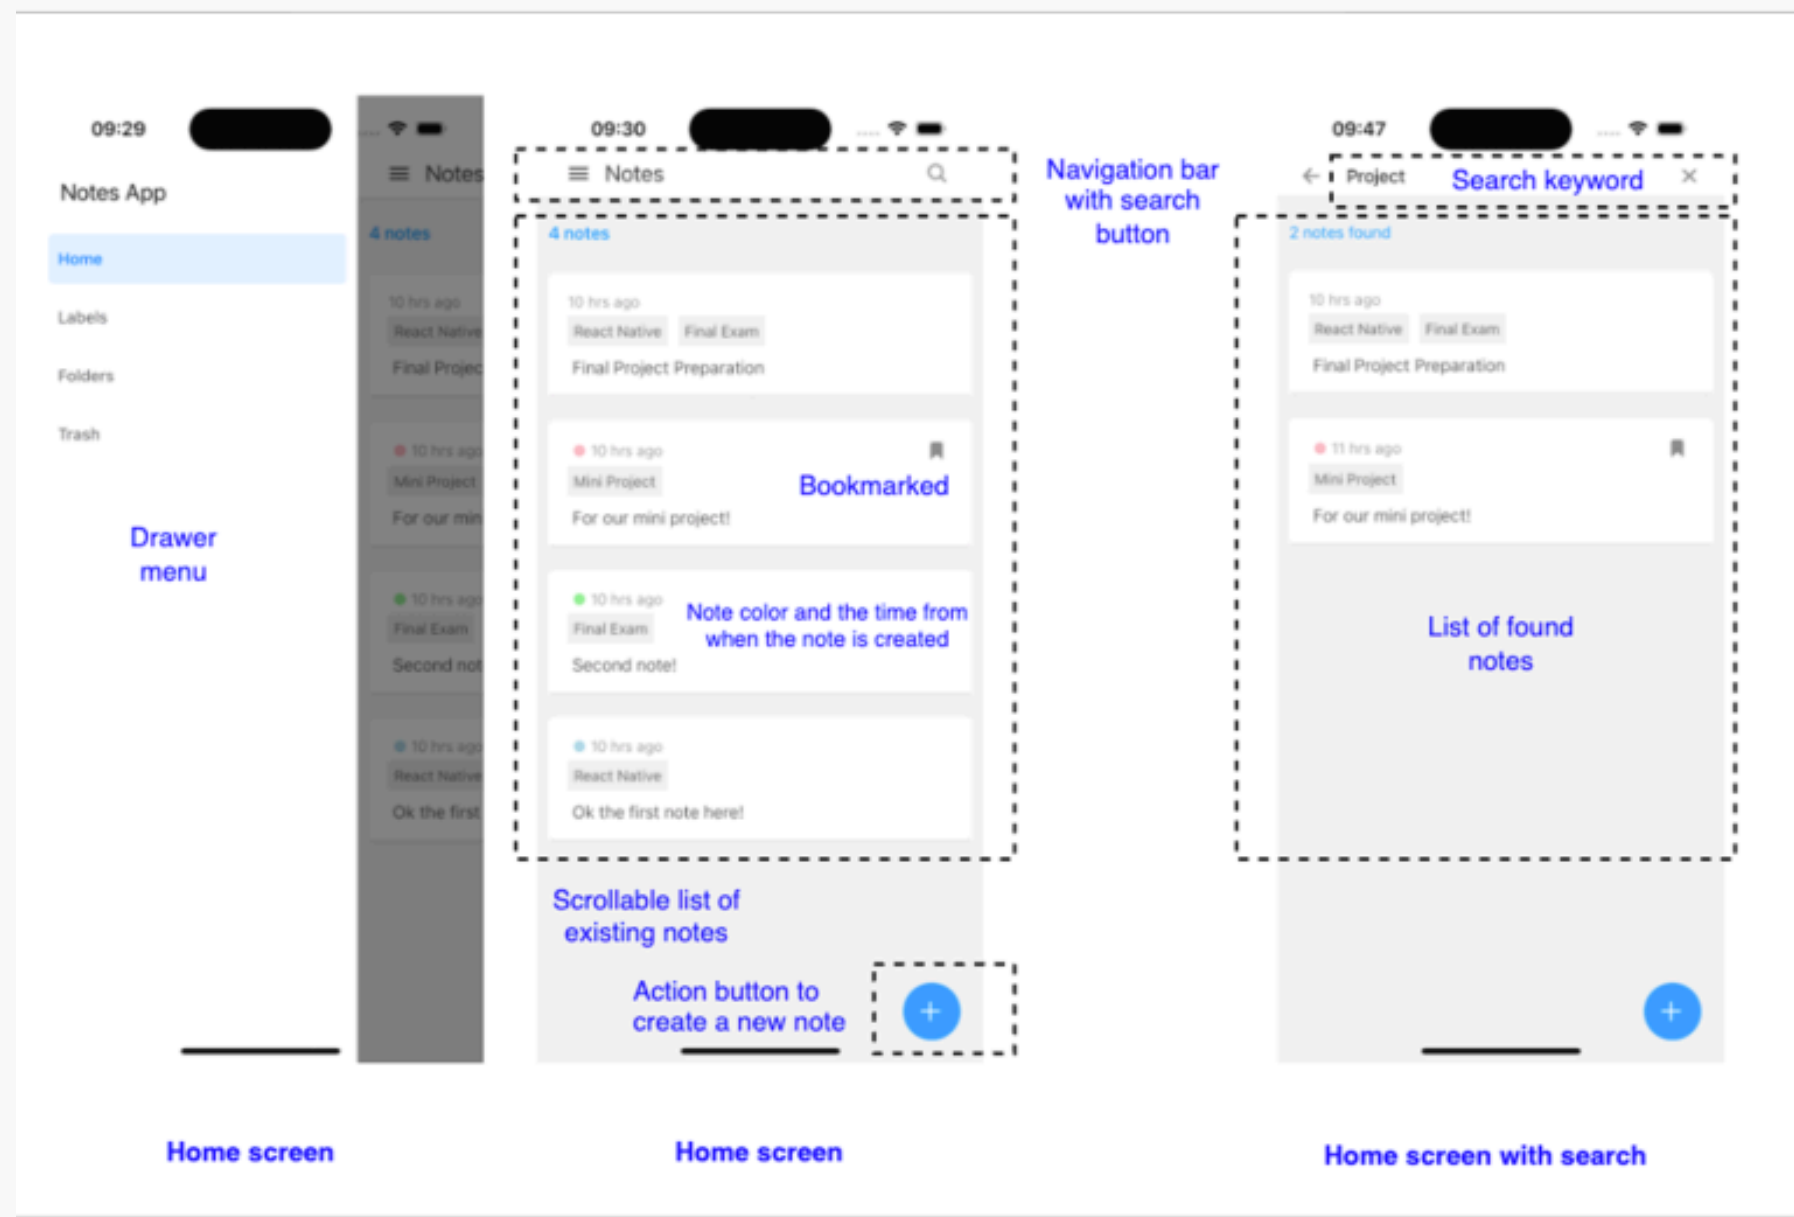 09:29
Notes App
Home
Labels
Folders
Trash
Drawer
menu
Notes
4 notes
10 hrs ago
React Native
Final Projec
10 hrs ago
Mini Project
For our min
10 hrs ago
Final Exam
Second not
10 hrs ago
React Native
Ok the first
Home screen
09:30
Notes
4 notes
10 hrs ago
React Native Final Exam
Final Project Preparation
10 hrs ago
Mini Project
Bookmarked
For our mini project!
10 hrs ago
Final Exam
Note color and the time from
when the note is created
Second note!
10 hrs ago
React Native
Ok the first note here!
Scrollable list of
existing notes
Action button to
create a new note
Home screen
Navigation bar
with search
button
09:47
Project
Search keyword
2 notes found
10 hrs ago
React Native Final Exam
Final Project Preparation
11 hrs ago
Mini Project
For our mini project!
List of found
notes
Home screen with search